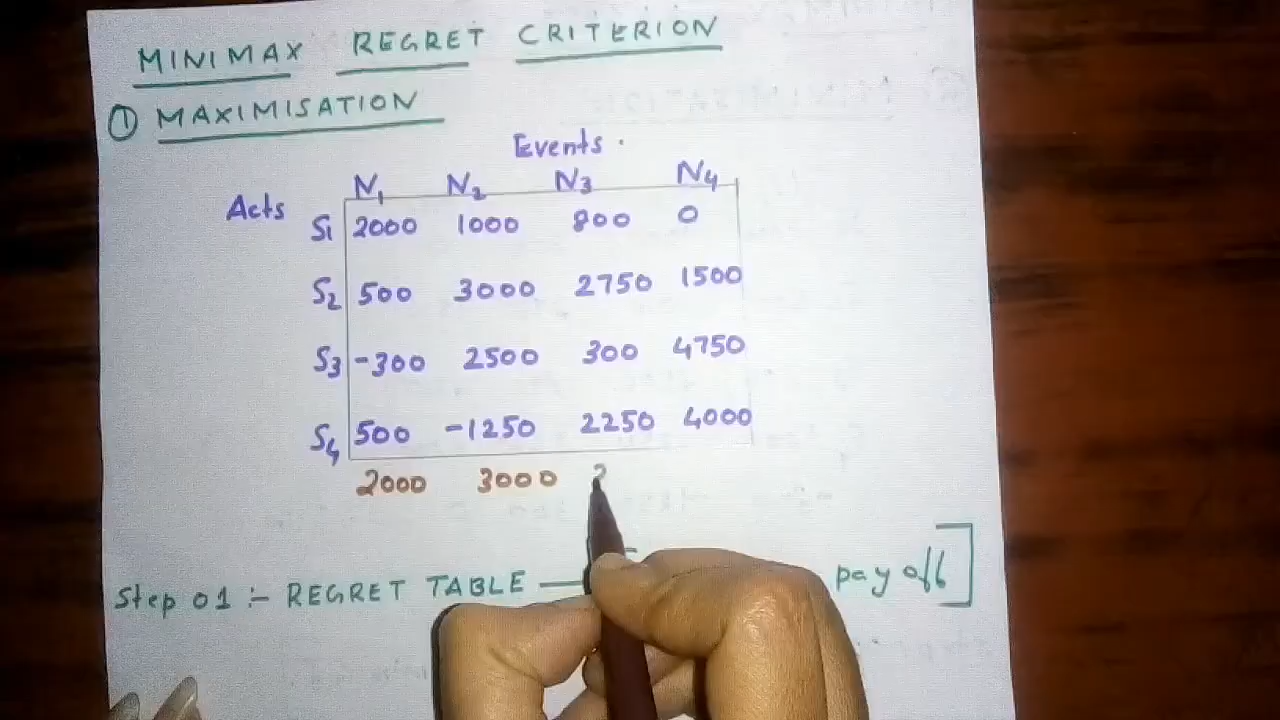 MINIMAX REGRET CRITERION
① MAXIMISATION
Events.
Acts N1 N2 N3 N4
S1 2000 1000 800 0
S2 500 3000 2750 1500
S3 -300 2500 300 4750
S4 500 -1250 2250 4000
2000 3000 2
Step 01 :- REGRET TABLE — pay off]